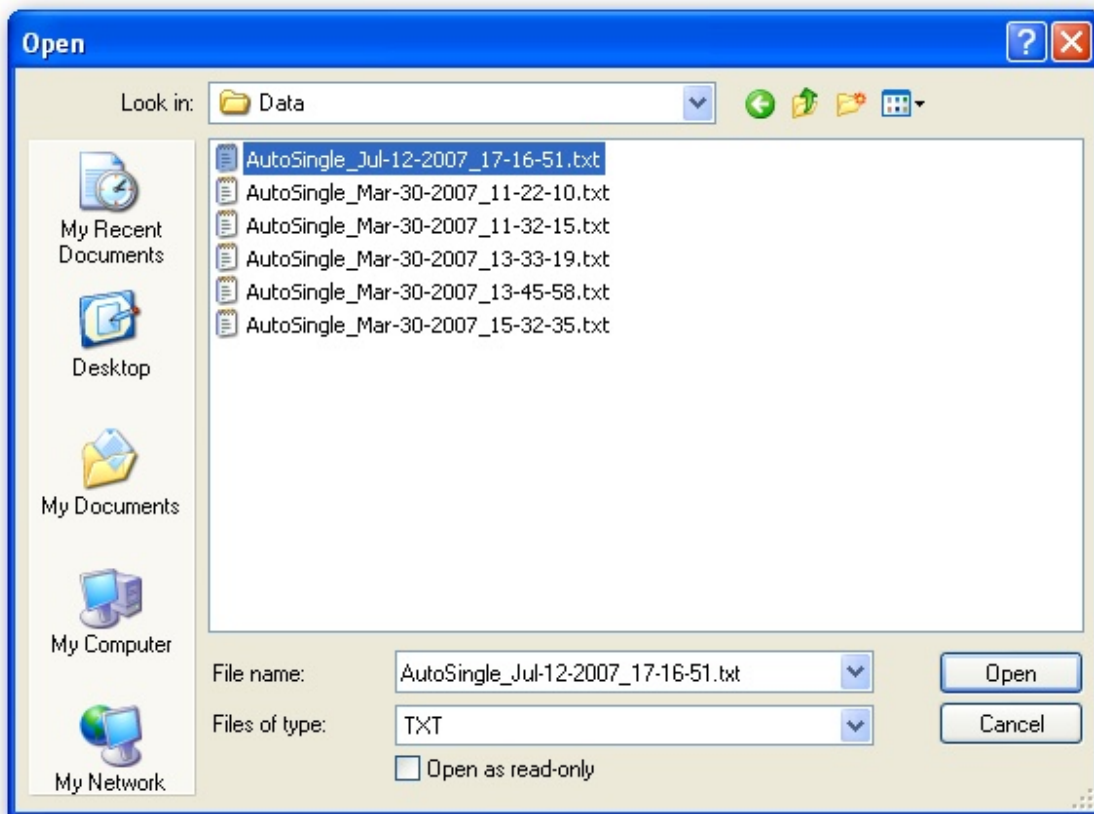 Open
Look in: Data
AutoSingle_Jul-12-2007_17-16-51.txt
AutoSingle_Mar-30-2007_11-22-10.txt
AutoSingle_Mar-30-2007_11-32-15.txt
AutoSingle_Mar-30-2007_13-33-19.txt
AutoSingle_Mar-30-2007_13-45-58.txt
AutoSingle_Mar-30-2007_15-32-35.txt
My Recent
Documents
Desktop
My Documents
My Computer
My Network
File name: AutoSingle_Jul-12-2007_17-16-51.txt Open
Files of type: TXT Cancel
Open as read-only